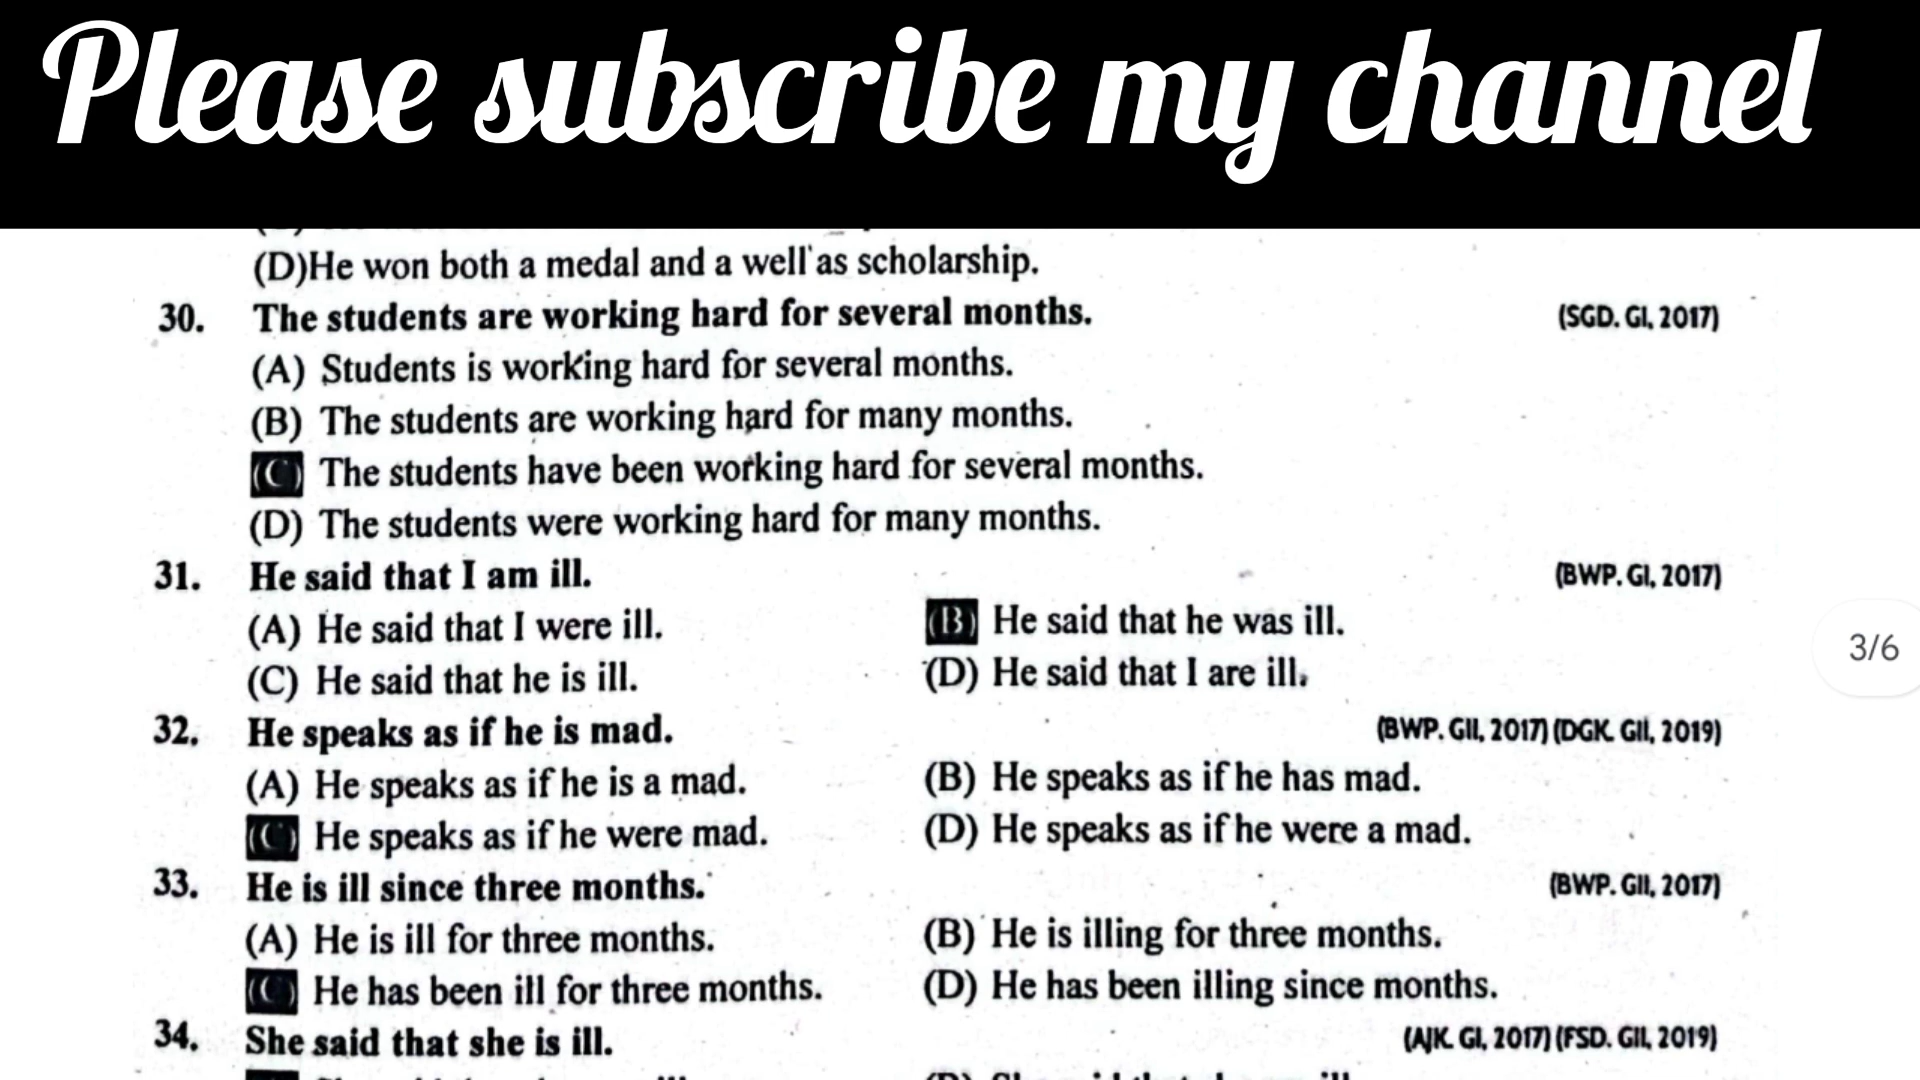 Please subscribe my channel
(D)He won both a medal and a well as scholarship.
30. The students are working hard for several months. (SGD. GI, 2017)
(A) Students is working hard for several months.
(B) The students are working hard for many months.
(C) The students have been working hard for several months.
(D) The students were working hard for many months.
31. He said that I am ill. (BWP. GI, 2017)
(A) He said that I were ill. (B) He said that he was ill.
(C) He said that he is ill. (D) He said that I are ill.
32. He speaks as if he is mad. (BWP. GII, 2017) (DGK. GII, 2019)
(A) He speaks as if he is a mad. (B) He speaks as if he has mad.
(C) He speaks as if he were mad. (D) He speaks as if he were a mad.
33. He is ill since three months. (BWP. GII, 2017)
(A) He is ill for three months. (B) He is illing for three months.
(C) He has been ill for three months. (D) He has been illing since months.
34. She said that she is ill. (AJK. GI, 2017) (FSD. GII, 2019)
3/6